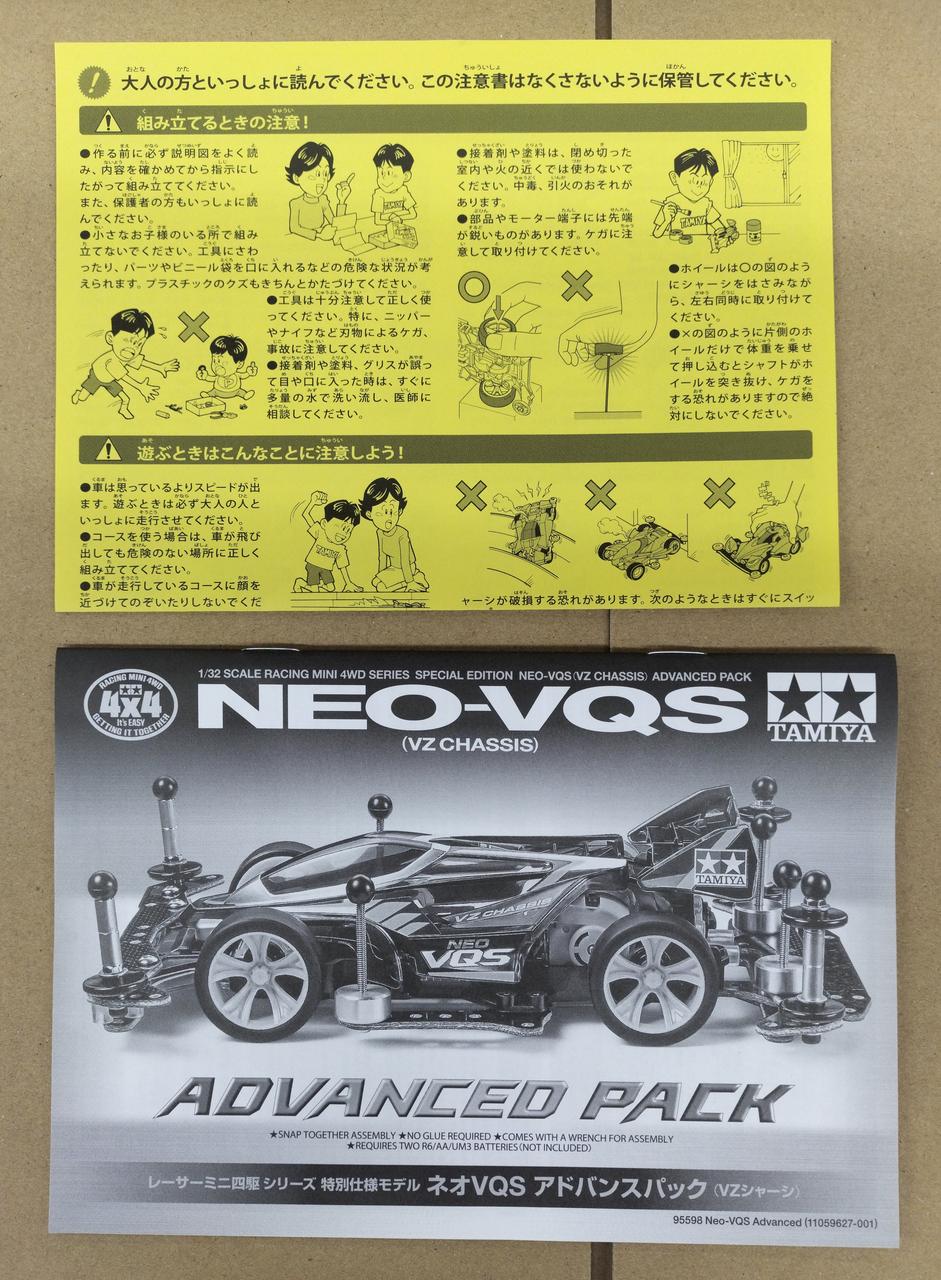 大人の方といっしょに読んでください。この注意書はなくさないように保管してください。
組み立てるときの注意!
●作る前に必ず説明図をよく読
み、内容を確かめてから指示にし
たがって組み立ててください。
また、保護者の方もいっしょに読
んでください。
●小さなお子様のいる所で組み
立てないでください。工具にさわ
ったり、パーツやビニール袋を口に入れるなどの危険な状況が考
えられます。プラスチックのクズもきちんとかたづけてください。
●工具は十分注意して正しく使
ってください。特に、ニッパー
やナイフなど刃物によるケガ、
事故に注意してください。
●接着剤や塗料、グリスが誤っ
て目や口に入った時は、すぐに
多量の水で洗い流し、医師に
相談してください。
●接着剤や塗料は、閉め切った
室内や火の近くでは使わないで
ください。中毒、引火のおそれが
あります。
●部品やモーター端子には先端
が鋭いものがあります。ケガに注
意して取り付けてください。
●ホイールは○の図のよう
にシャーシをはさみなが
ら、左右同時に取り付けて
ください。
●×の図のように片側のホ
イールだけで体重を乗せ
て押し込むとシャフトがホ
イールを突き抜け、ケガを
する恐れがありますので絶
対にしないでください。
TAMIYA
TAMIYA
遊ぶときはこんなことに注意しよう!
●車は思っているよりスピードが出
ます。遊ぶときは必ず大人の人と
いっしょに走行させてください。
●コースを使う場合は、車が飛び
出しても危険のない場所に正しく
組み立ててください。
●車が走行しているコースに顔を
近づけてのぞいたりしないでくだ
TAMIYA
ャーシが破損する恐れがあります。次のようなときはすぐにスイッ
RACING MINI 4WD
4x4
It's EASY
GETTING IT TOGETHER
1/32 SCALE RACING MINI 4WD SERIES SPECIAL EDITION NEO-VQS (VZ CHASSIS) ADVANCED PACK
NEO-VQS
(VZ CHASSIS)
TAMIYA
TAMIYA
VZ CHASSIS
NEO
VQS
ADVANCED PACK
★SNAP TOGETHER ASSEMBLY ★NO GLUE REQUIRED ★COMES WITH A WRENCH FOR ASSEMBLY
★REQUIRES TWO R6/AA/UM3 BATTERIES (NOT INCLUDED)
レーサーミニ四駆 シリーズ 特別仕様モデル ネオVQS アドバンスパック (VZシャーシ)
95598 Neo-VQS Advanced (11059627-001)